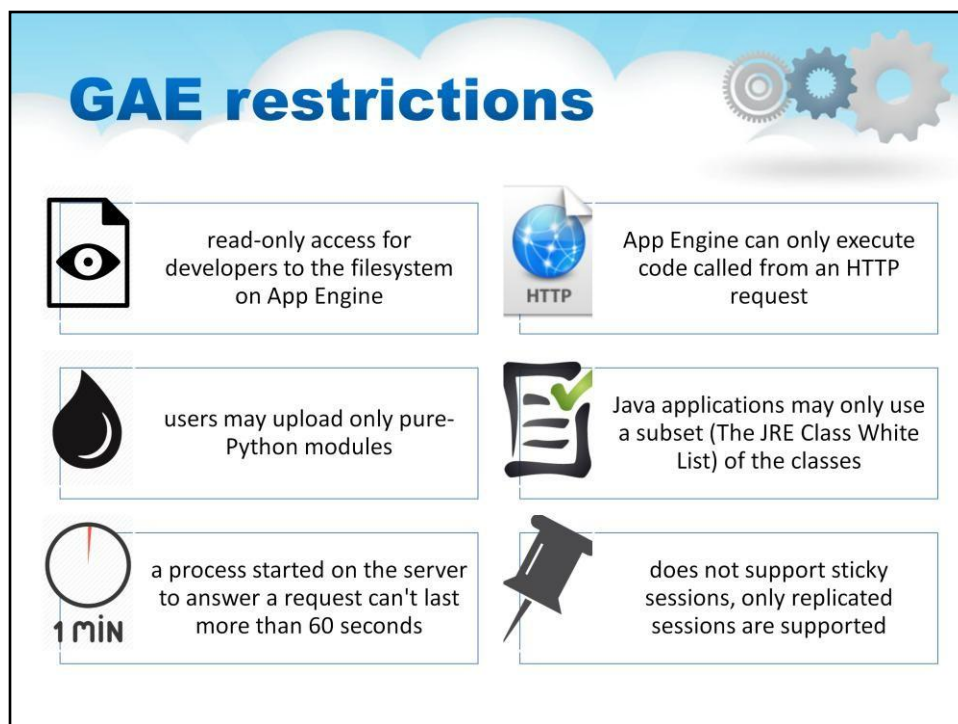 GAE restrictions
read-only access for
developers to the filesystem
on App Engine
HTTP
App Engine can only execute
code called from an HTTP
request
users may upload only pure-
Python modules
Java applications may only use
a subset (The JRE Class White
List) of the classes
1 MIN
a process started on the server
to answer a request can't last
more than 60 seconds
does not support sticky
sessions, only replicated
sessions are supported